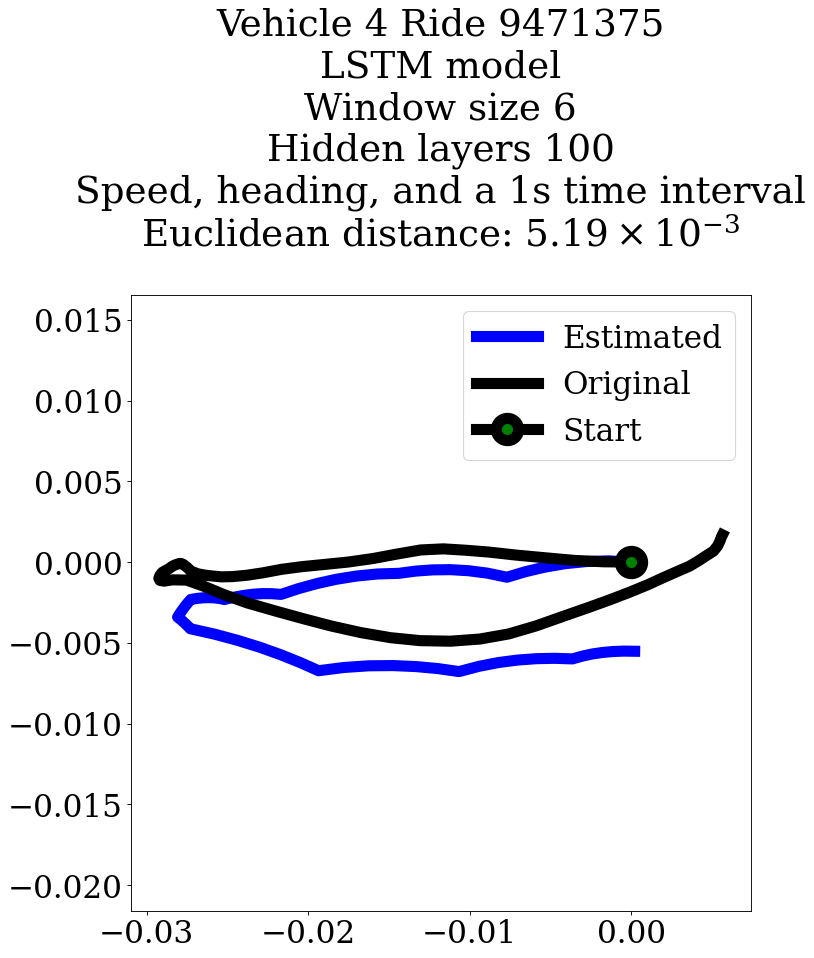 Vehicle 4 Ride 9471375
LSTM model
Window size 6
Hidden layers 100
Speed, heading, and a 1s time interval
Euclidean distance: 5.19 × 10⁻³
Estimated
Original
Start
0.015
0.010
0.005
0.000
−0.005
−0.010
−0.015
−0.020
−0.03 −0.02 −0.01 0.00